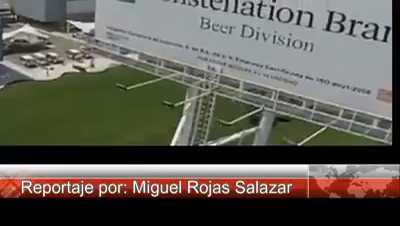 nstellation Bran
Beer Division
Reportaje por: Miguel Rojas Salazar